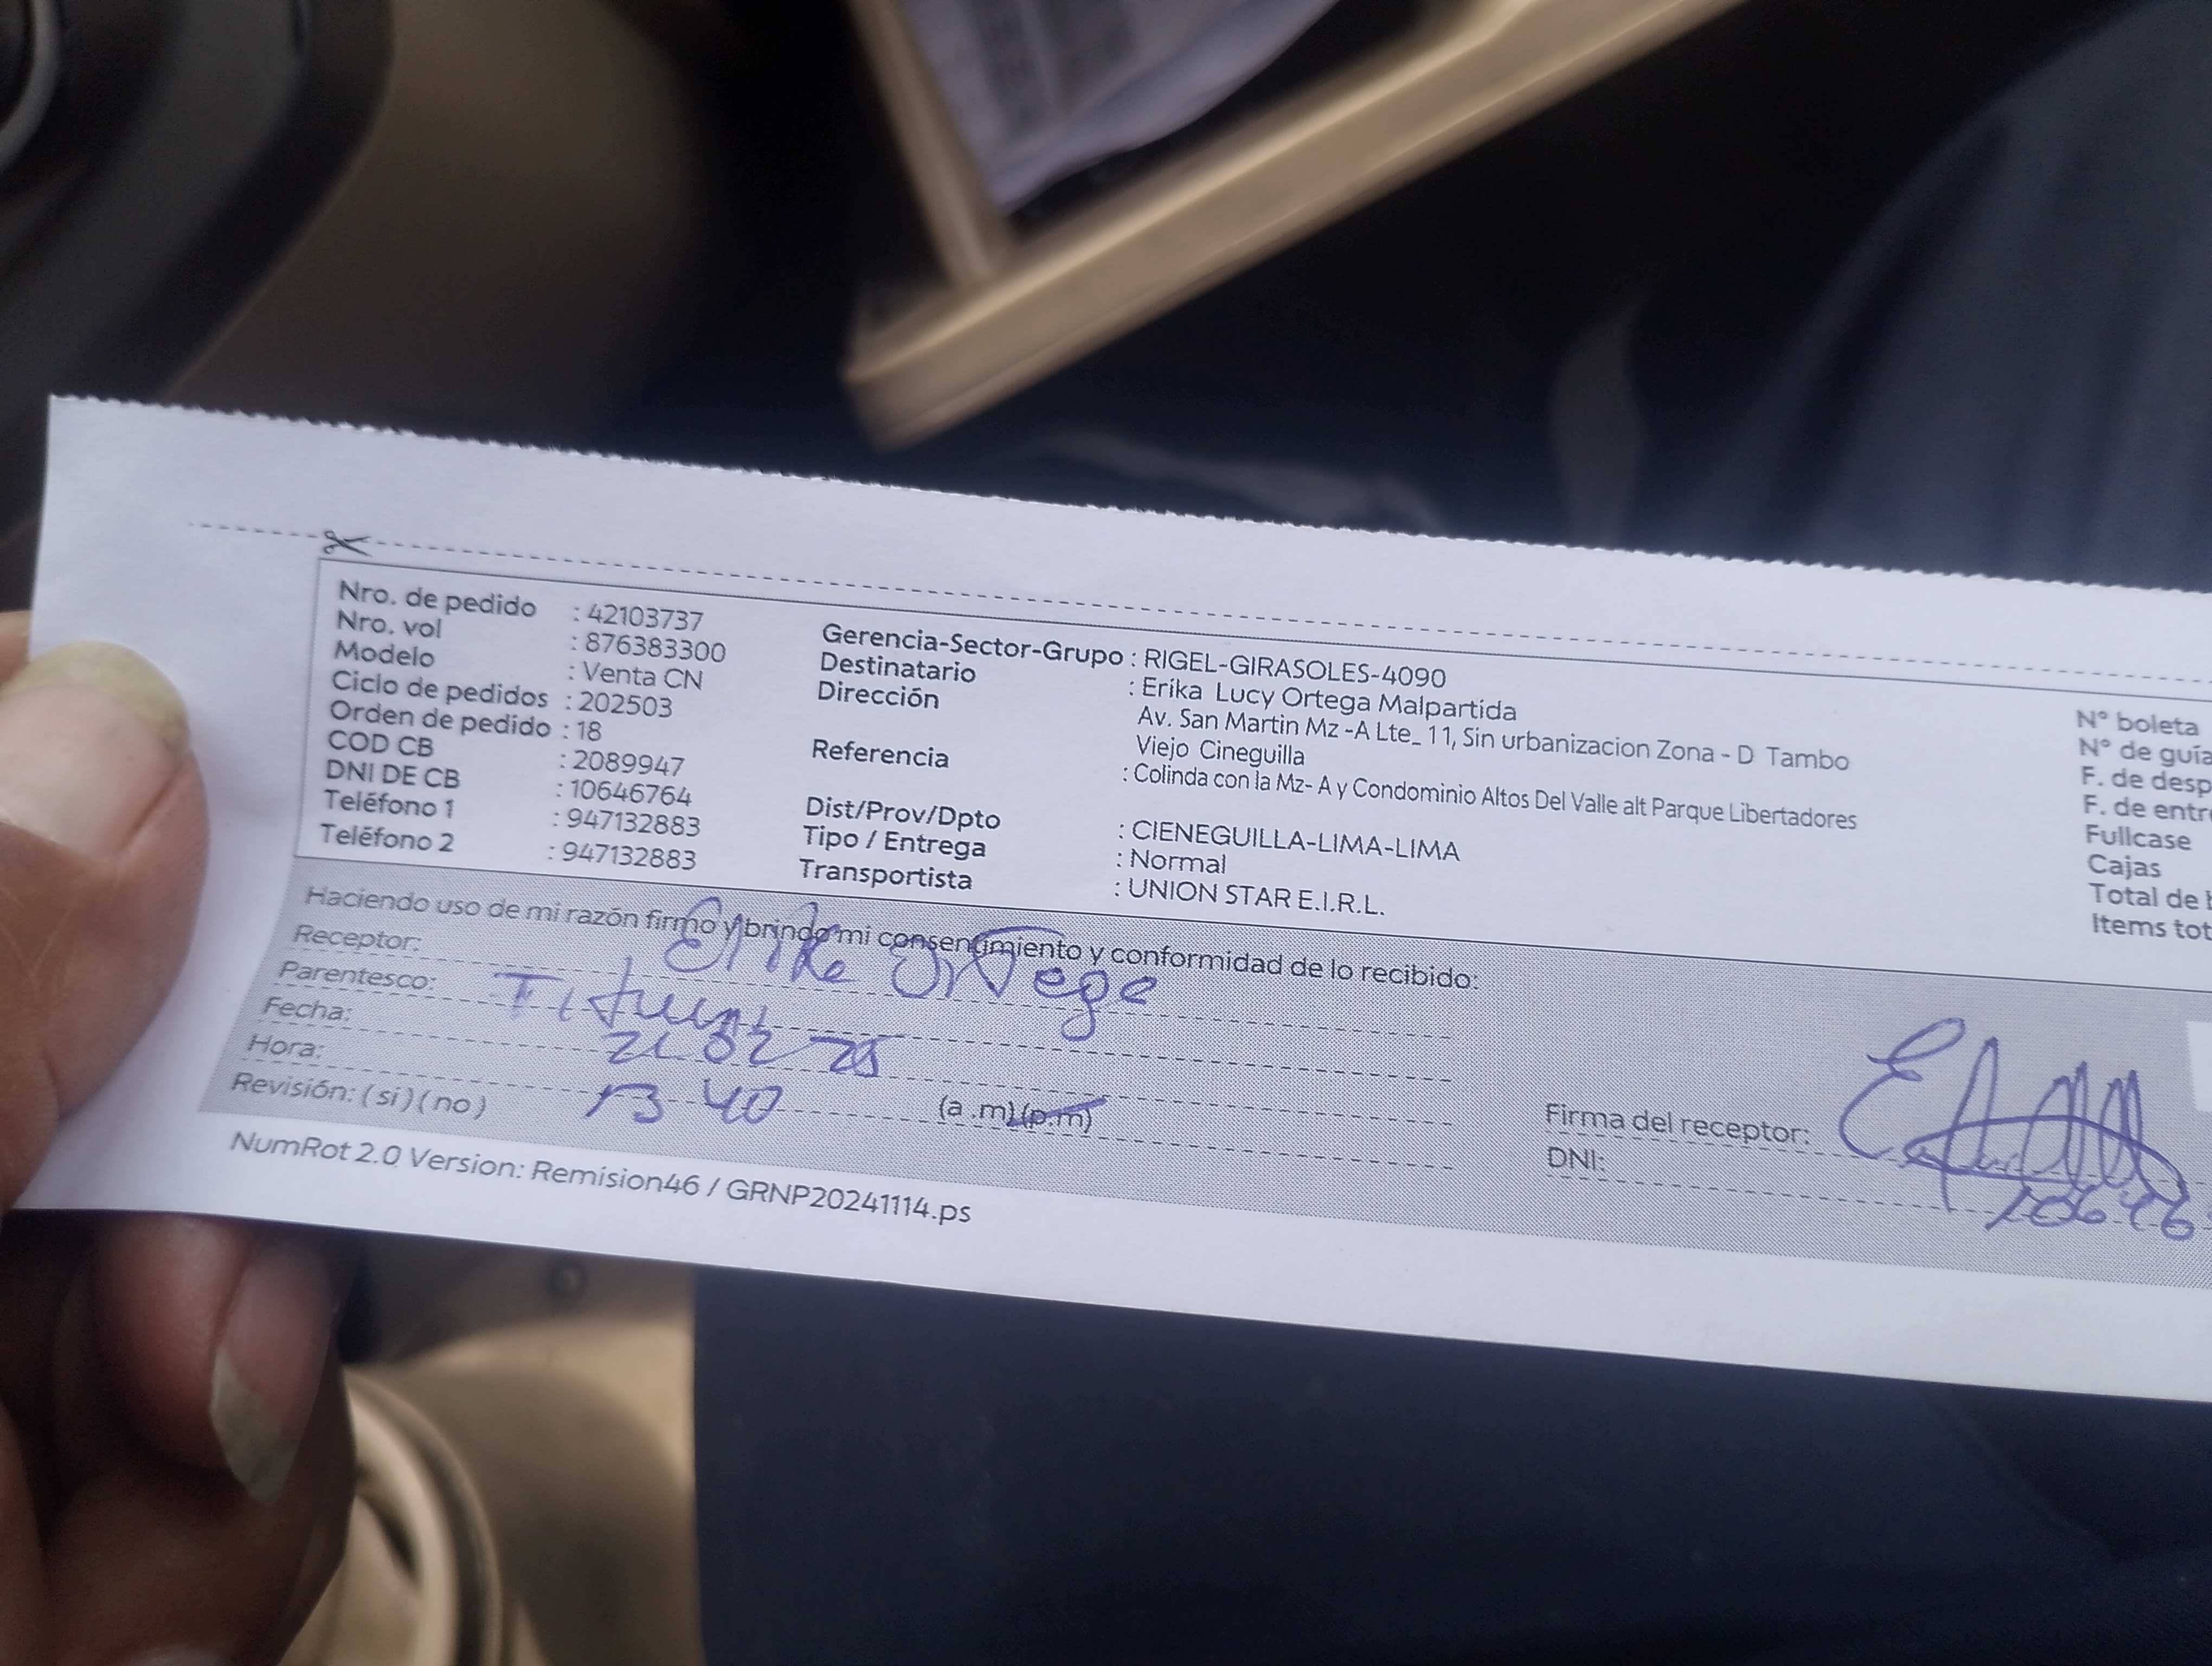 Nro. de pedido : 42103737
Nro. vol : 876383300
Modelo : Venta CN
Ciclo de pedidos : 202503
Orden de pedido : 18
COD CB : 2089947
DNI DE CB : 10646764
Teléfono 1 : 947132883
Teléfono 2 : 947132883
Gerencia-Sector-Grupo : RIGEL-GIRASOLES-4090
Destinatario : Erika Lucy Ortega Malpartida
Dirección Av. San Martin Mz -A Lte_ 11, Sin urbanizacion Zona - D Tambo
Viejo Cineguilla
Referencia : Colinda con la Mz- A y Condominio Altos Del Valle alt Parque Libertadores
Dist/Prov/Dpto : CIENEGUILLA-LIMA-LIMA
Tipo / Entrega : Normal
Transportista : UNION STAR E.I.R.L.
N° boleta
N° de guía
F. de desp
F. de entr
Fullcase
Cajas
Total de
Items tot
Haciendo uso de mi razón firmo y brindo mi consentimiento y conformidad de lo recibido:
Receptor: Erika Ortega
Parentesco: Titular
Fecha: 21 02 25
Hora: 13 40 (a .m) (p.m)
Revisión: ( si ) ( no )
Firma del receptor:
DNI: 10646
NumRot 2.0 Version: Remision46 / GRNP20241114.ps